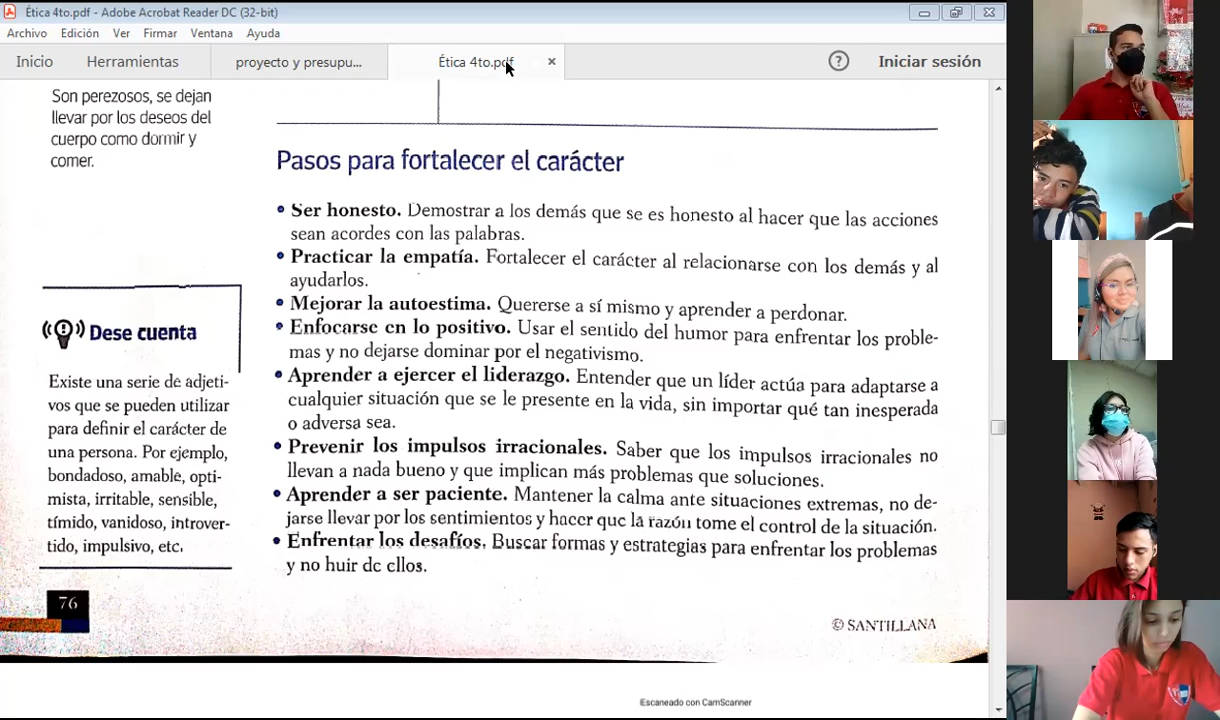 Ética 4to.pdf - Adobe Acrobat Reader DC (32-bit)
Archivo Edición Ver Firmar Ventana Ayuda
Inicio Herramientas proyecto y presupu... Ética 4to.pdf × ? Iniciar sesión
Son perezosos, se dejan
llevar por los deseos del
cuerpo como dormir y
comer.
Pasos para fortalecer el carácter
• Ser honesto. Demostrar a los demás que se es honesto al hacer que las acciones
sean acordes con las palabras.
• Practicar la empatía. Fortalecer el carácter al relacionarse con los demás y al
ayudarlos.
• Mejorar la autoestima. Quererse a sí mismo y aprender a perdonar.
• Enfocarse en lo positivo. Usar el sentido del humor para enfrentar los proble-
mas y no dejarse dominar por el negativismo.
• Aprender a ejercer el liderazgo. Entender que un líder actúa para adaptarse a
cualquier situación que se le presente en la vida, sin importar qué tan inesperada
o adversa sea.
• Prevenir los impulsos irracionales. Saber que los impulsos irracionales no
llevan a nada bueno y que implican más problemas que soluciones.
• Aprender a ser paciente. Mantener la calma ante situaciones extremas, no de-
jarse llevar por los sentimientos y hacer que la razón tome el control de la situación.
• Enfrentar los desafíos. Buscar formas y estrategias para enfrentar los problemas
y no huir de ellos.
Dese cuenta
Existe una serie de adjeti-
vos que se pueden utilizar
para definir el carácter de
una persona. Por ejemplo,
bondadoso, amable, opti-
mista, irritable, sensible,
tímido, vanidoso, introver-
tido, impulsivo, etc.
76
© SANTILLANA
Escaneado con CamScanner